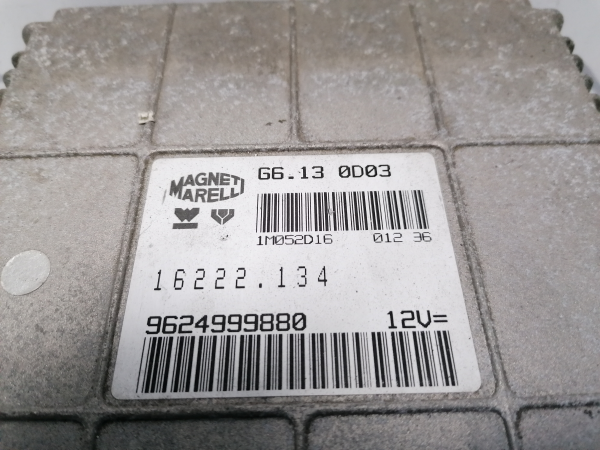 MAGNETI
MARELLI
G6.13 0D03
1M052D16 012 36
16222.134
9624999880 12V=